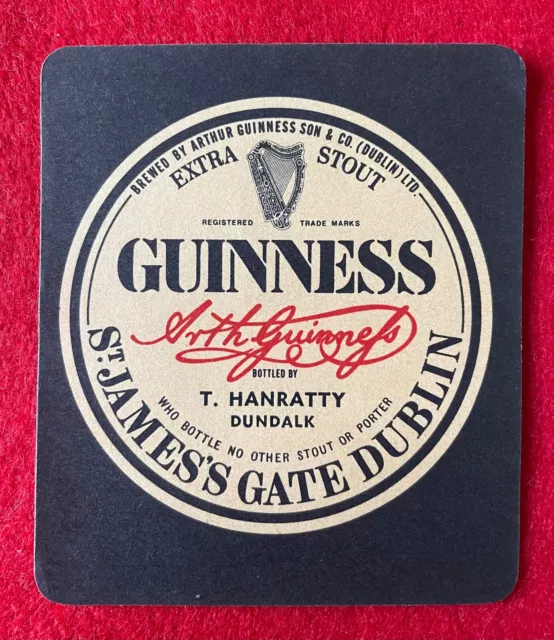 BREWED BY ARTHUR GUINNESS SON & CO. (DUBLIN) LTD.
EXTRA STOUT
REGISTERED TRADE MARKS
GUINNESS
Arth Guinness
BOTTLED BY
T. HANRATTY
DUNDALK
WHO BOTTLE NO OTHER STOUT OR PORTER
ST. JAMES'S GATE DUBLIN